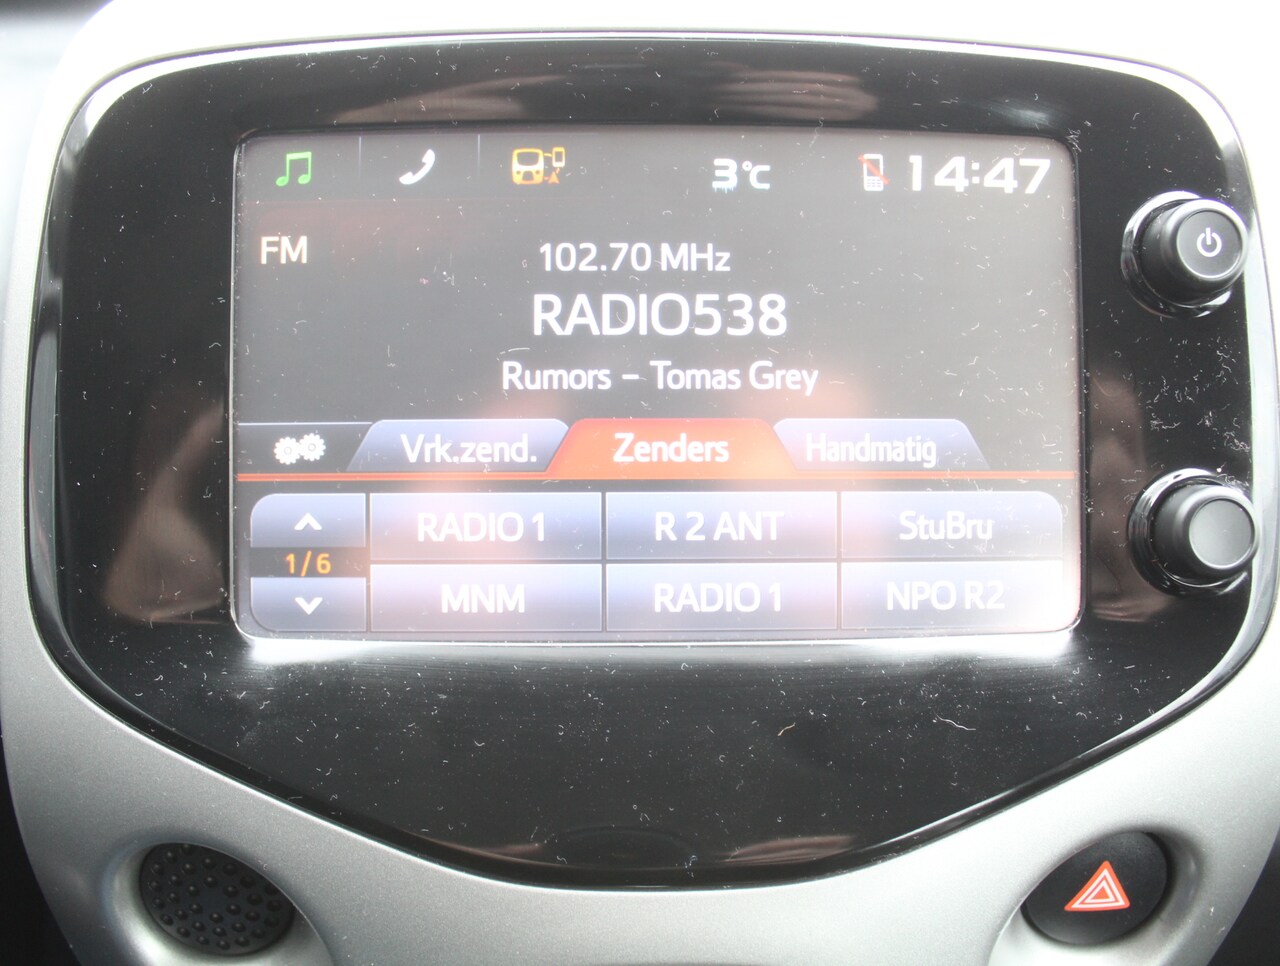 3°C
14:47
FM
102.70 MHz
RADIO538
Rumors – Tomas Grey
Vrk.zend.
Zenders
Handmatig
1/6
RADIO 1
R 2 ANT
StuBru
MNM
RADIO 1
NPO R2